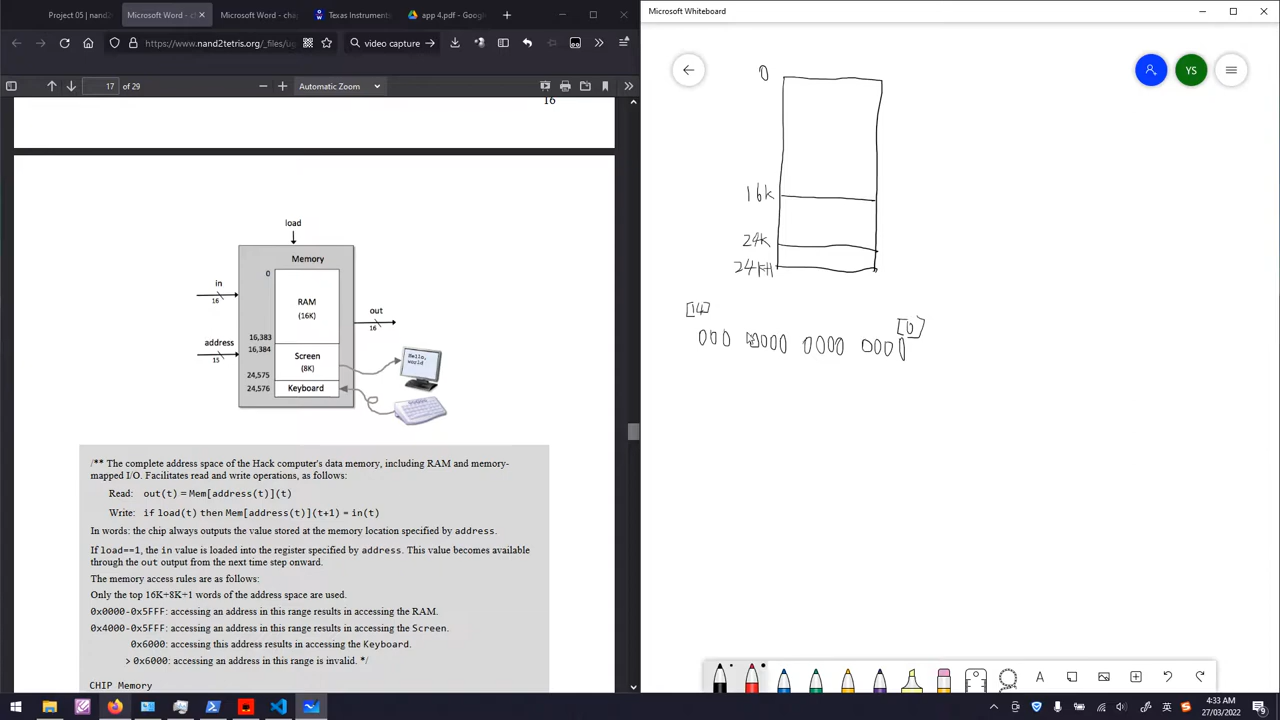 Project 05 | nand
Microsoft Word -
Microsoft Word - 
Texas Instruments
app 4.pdf - Google
Microsoft Whiteboard
https://www.nand2tetris.org/_files/
video capture
17 of 29
Automatic Zoom
16
load
Memory
in
16
address
15
0
RAM
(16K)
16,383
16,384
Screen
(8K)
24,575
24,576
Keyboard
out
16
Hello,
world
/** The complete address space of the Hack computer's data memory, including RAM and memory-
mapped I/O. Facilitates read and write operations, as follows:
Read: out(t) = Mem[address(t)](t)
Write: if load(t) then Mem[address(t)](t+1) = in(t)
In words: the chip always outputs the value stored at the memory location specified by address.
If load==1, the in value is loaded into the register specified by address. This value becomes available
through the out output from the next time step onward.
The memory access rules are as follows:
Only the top 16K+8K+1 words of the address space are used.
0x0000-0x5FFF: accessing an address in this range results in accessing the RAM.
0x4000-0x5FFF: accessing an address in this range results in accessing the Screen.
0x6000: accessing this address results in accessing the Keyboard.
> 0x6000: accessing an address in this range is invalid. */
CHIP Memory
YS
0
16K
24K
24K+1
[14]
[0]
000 0000 0000 0000
4:33 AM
27/03/2022